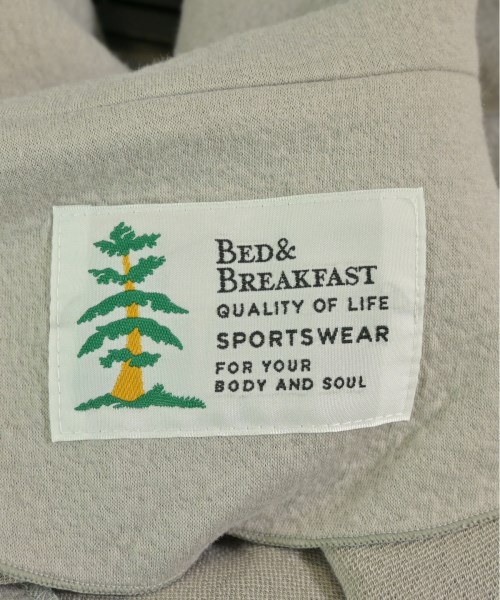 BED&
BREAKFAST
QUALITY OF LIFE
SPORTSWEAR
FOR YOUR
BODY AND SOUL